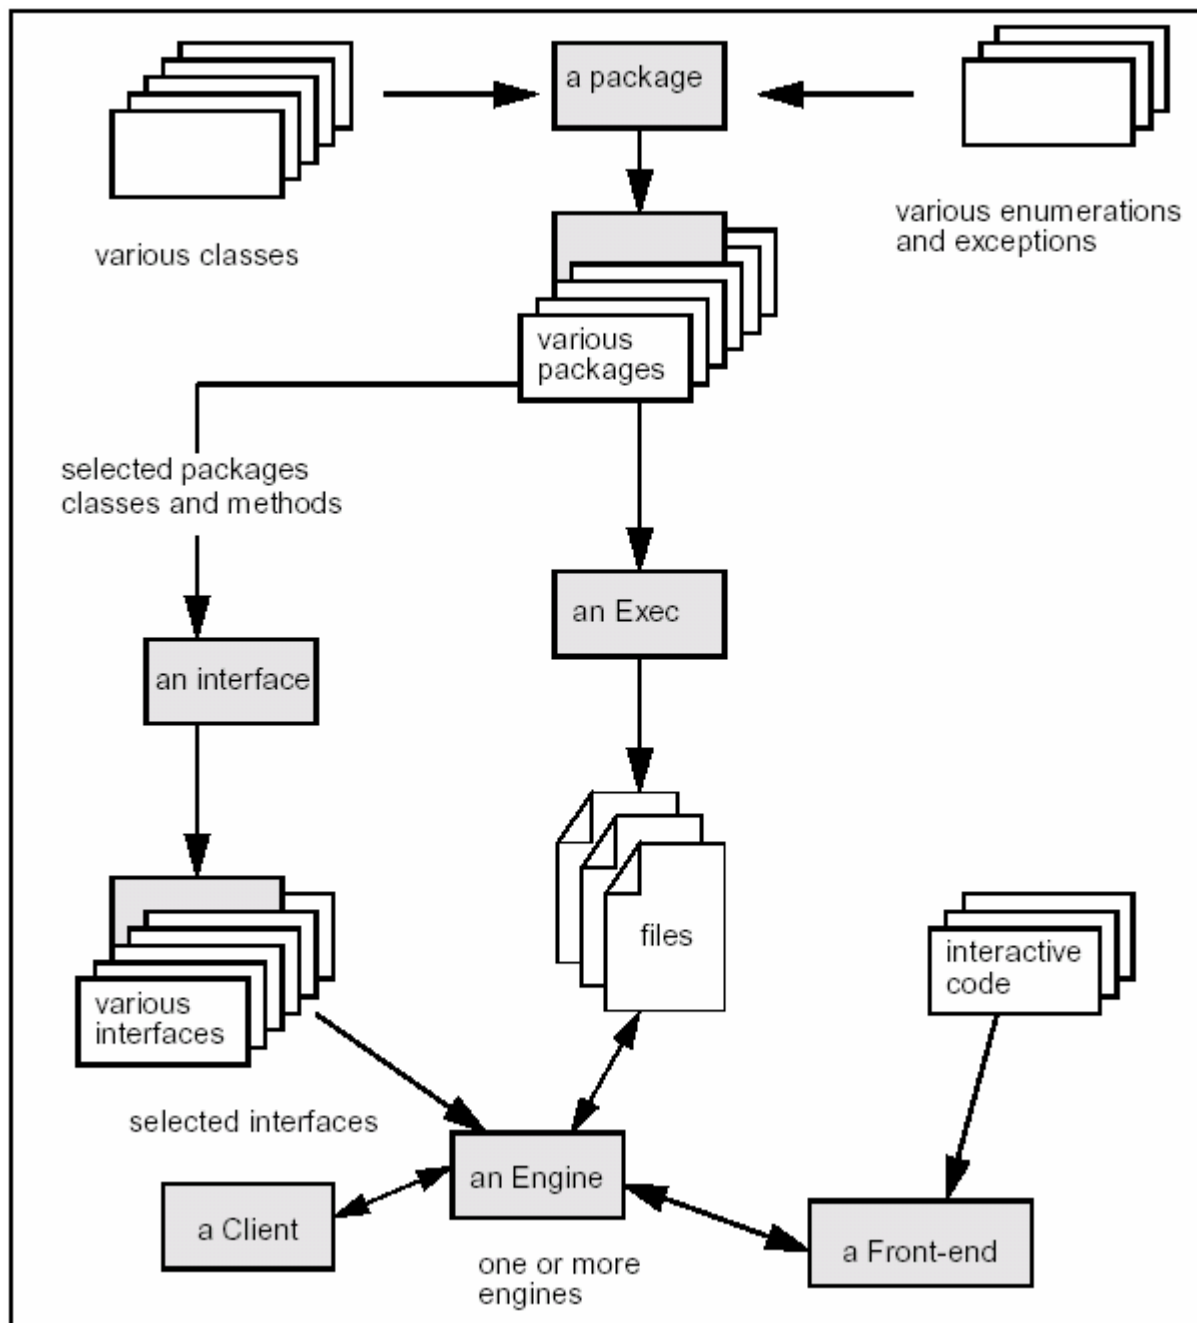 a package
various classes
various enumerations
and exceptions
various
packages
selected packages
classes and methods
an Exec
an interface
files
interactive
code
various
interfaces
selected interfaces
an Engine
a Client
a Front-end
one or more
engines